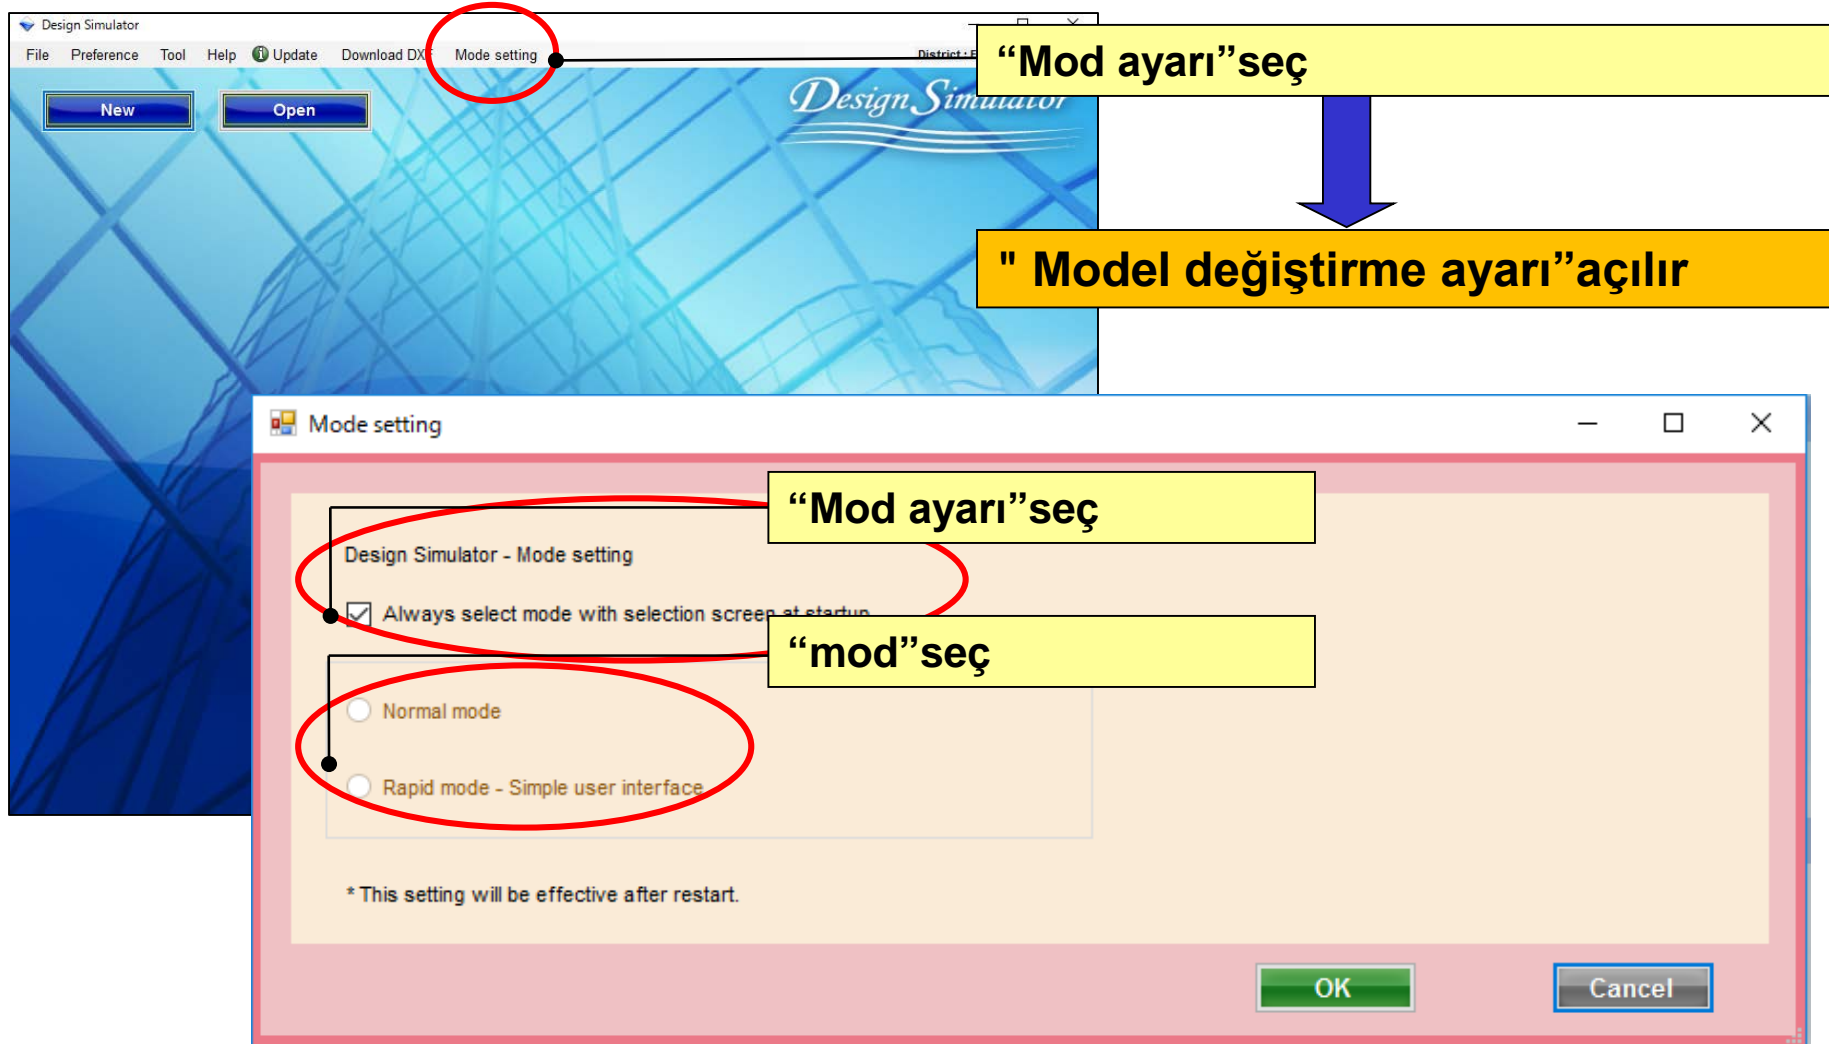 Design Simulator
File Preference Tool Help Update Download DXF Mode setting
District :
“Mod ayarı”seç
New Open
Design Simulator
" Model değiştirme ayarı”açılır
Mode setting
“Mod ayarı”seç
Design Simulator - Mode setting
Always select mode with selection screen at startup
“mod”seç
Normal mode
Rapid mode - Simple user interface
* This setting will be effective after restart.
OK Cancel